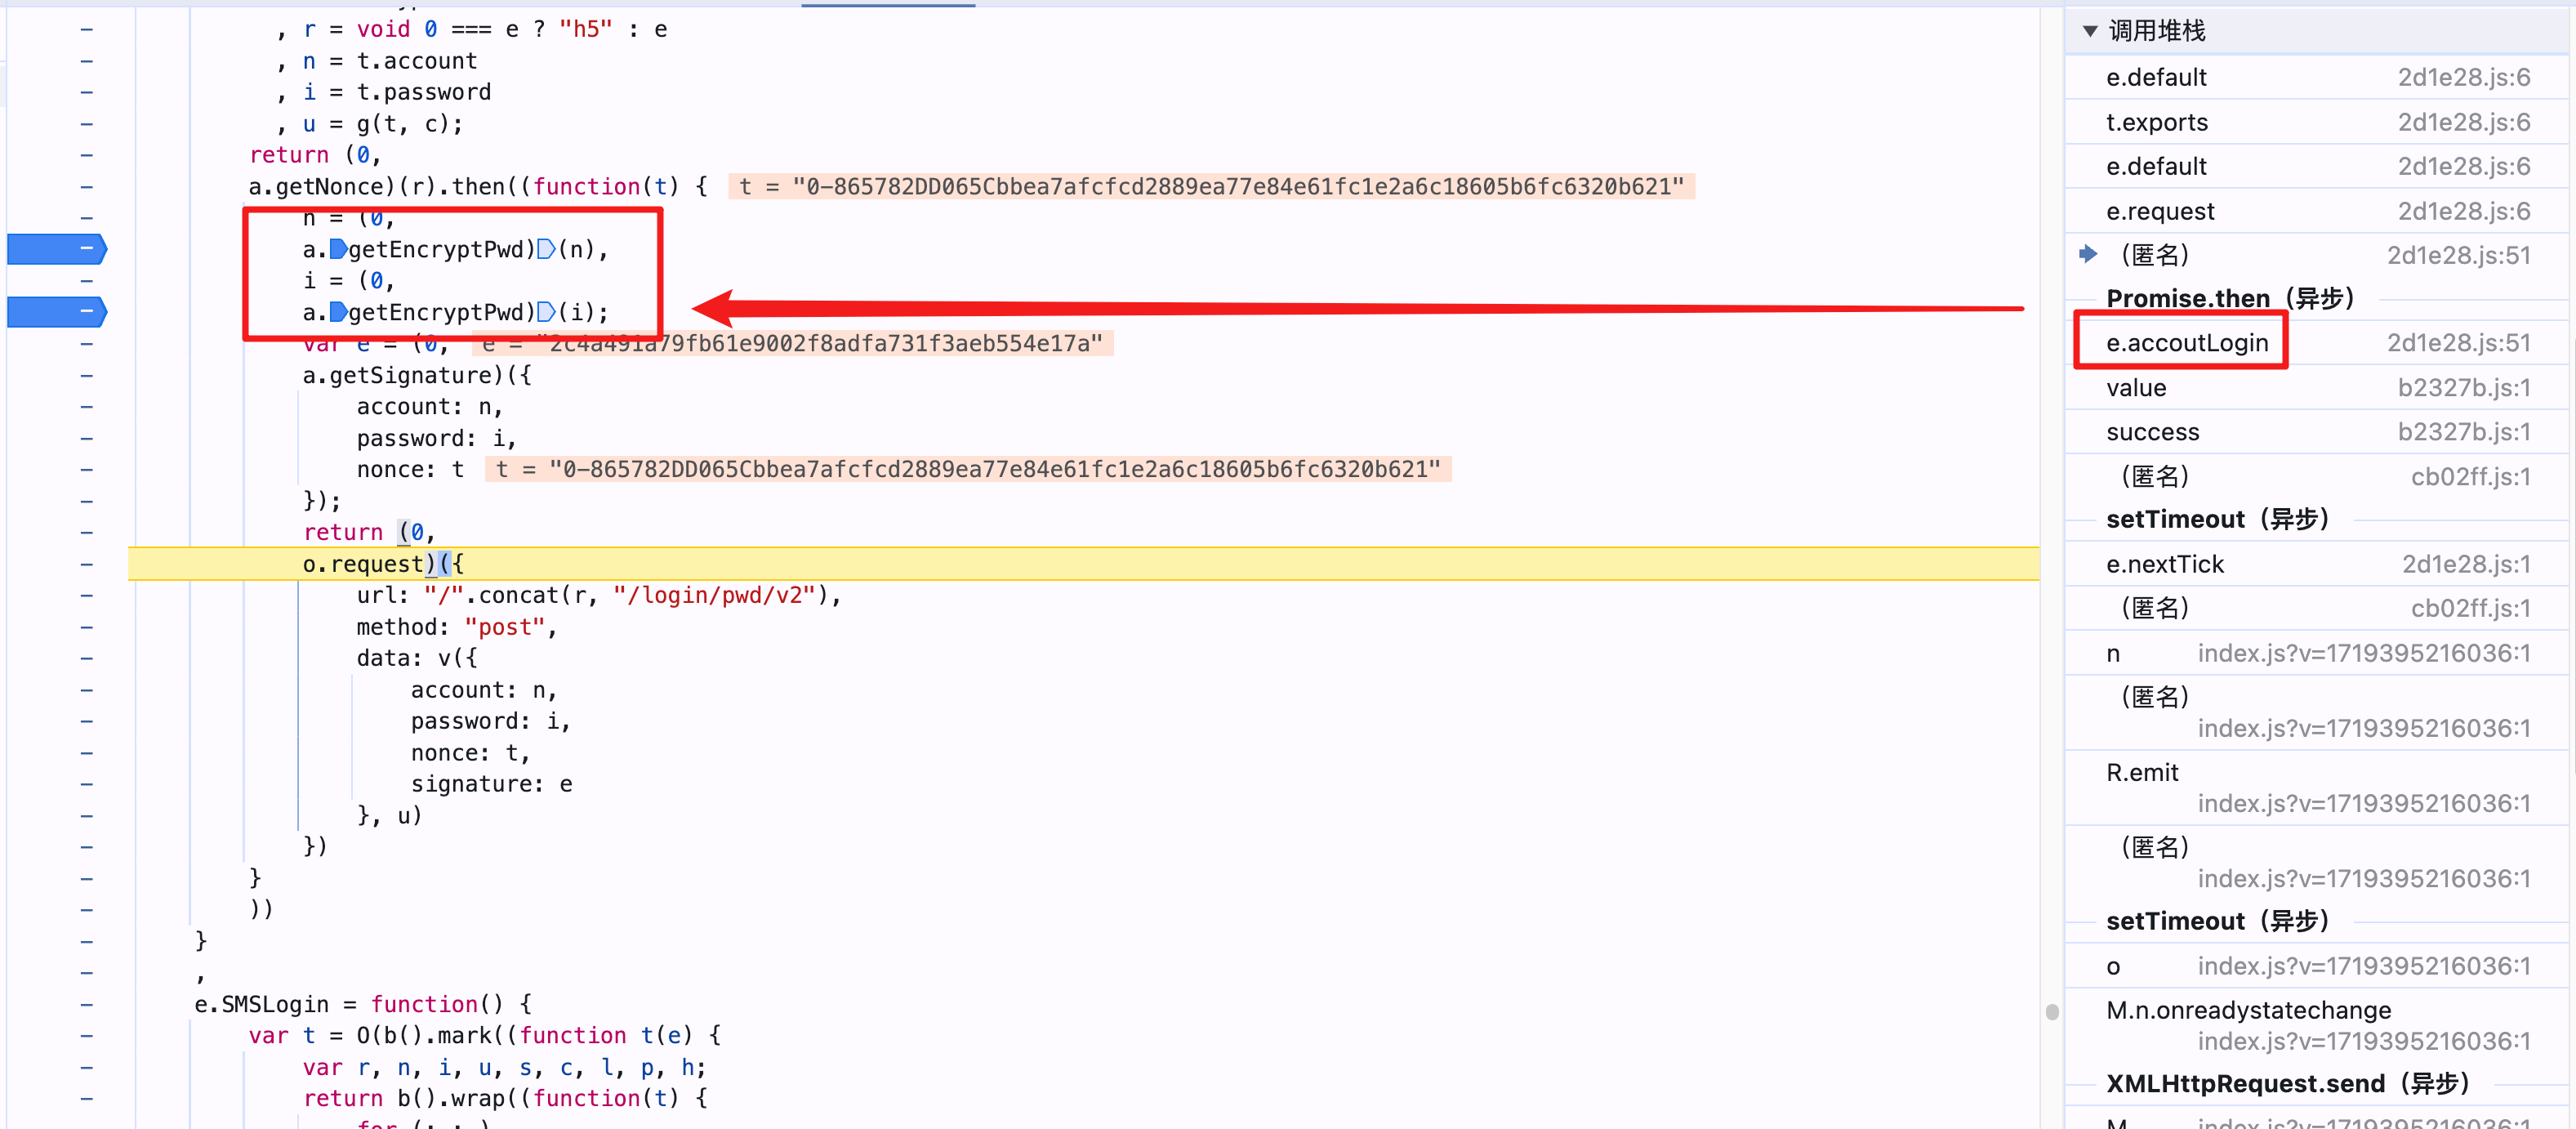 , r = void 0 === e ? "h5" : e
, n = t.account
, i = t.password
, u = g(t, c);
return (0,
a.getNonce)(r).then((function(t) { t = "0-865782DD065Cbbea7afcfcd2889ea77e84e61fc1e2a6c18605b6fc6320b621"
n = (0,
a.getEncryptPwd)(n),
i = (0,
a.getEncryptPwd)(i);
var e = (0, e = "2c4a491a79fb61e9002f8adfa731f3aeb554e17a"
a.getSignature)({
account: n,
password: i,
nonce: t t = "0-865782DD065Cbbea7afcfcd2889ea77e84e61fc1e2a6c18605b6fc6320b621"
});
return (0,
o.request)({
url: "/".concat(r, "/login/pwd/v2"),
method: "post",
data: v({
account: n,
password: i,
nonce: t,
signature: e
}, u)
})
}
))
}
,
e.SMSLogin = function() {
var t = O(b().mark((function t(e) {
var r, n, i, u, s, c, l, p, h;
return b().wrap((function(t) {
for (; ; )
调用堆栈
e.default 2d1e28.js:6
t.exports 2d1e28.js:6
e.default 2d1e28.js:6
e.request 2d1e28.js:6
（匿名） 2d1e28.js:51
Promise.then（异步）
e.accoutLogin 2d1e28.js:51
value b2327b.js:1
success b2327b.js:1
（匿名） cb02ff.js:1
setTimeout（异步）
e.nextTick 2d1e28.js:1
（匿名） cb02ff.js:1
n index.js?v=1719395216036:1
（匿名）
index.js?v=1719395216036:1
R.emit
index.js?v=1719395216036:1
（匿名）
index.js?v=1719395216036:1
setTimeout（异步）
o index.js?v=1719395216036:1
M.n.onreadystatechange
index.js?v=1719395216036:1
XMLHttpRequest.send（异步）
M index.js?v=1719395216036:1